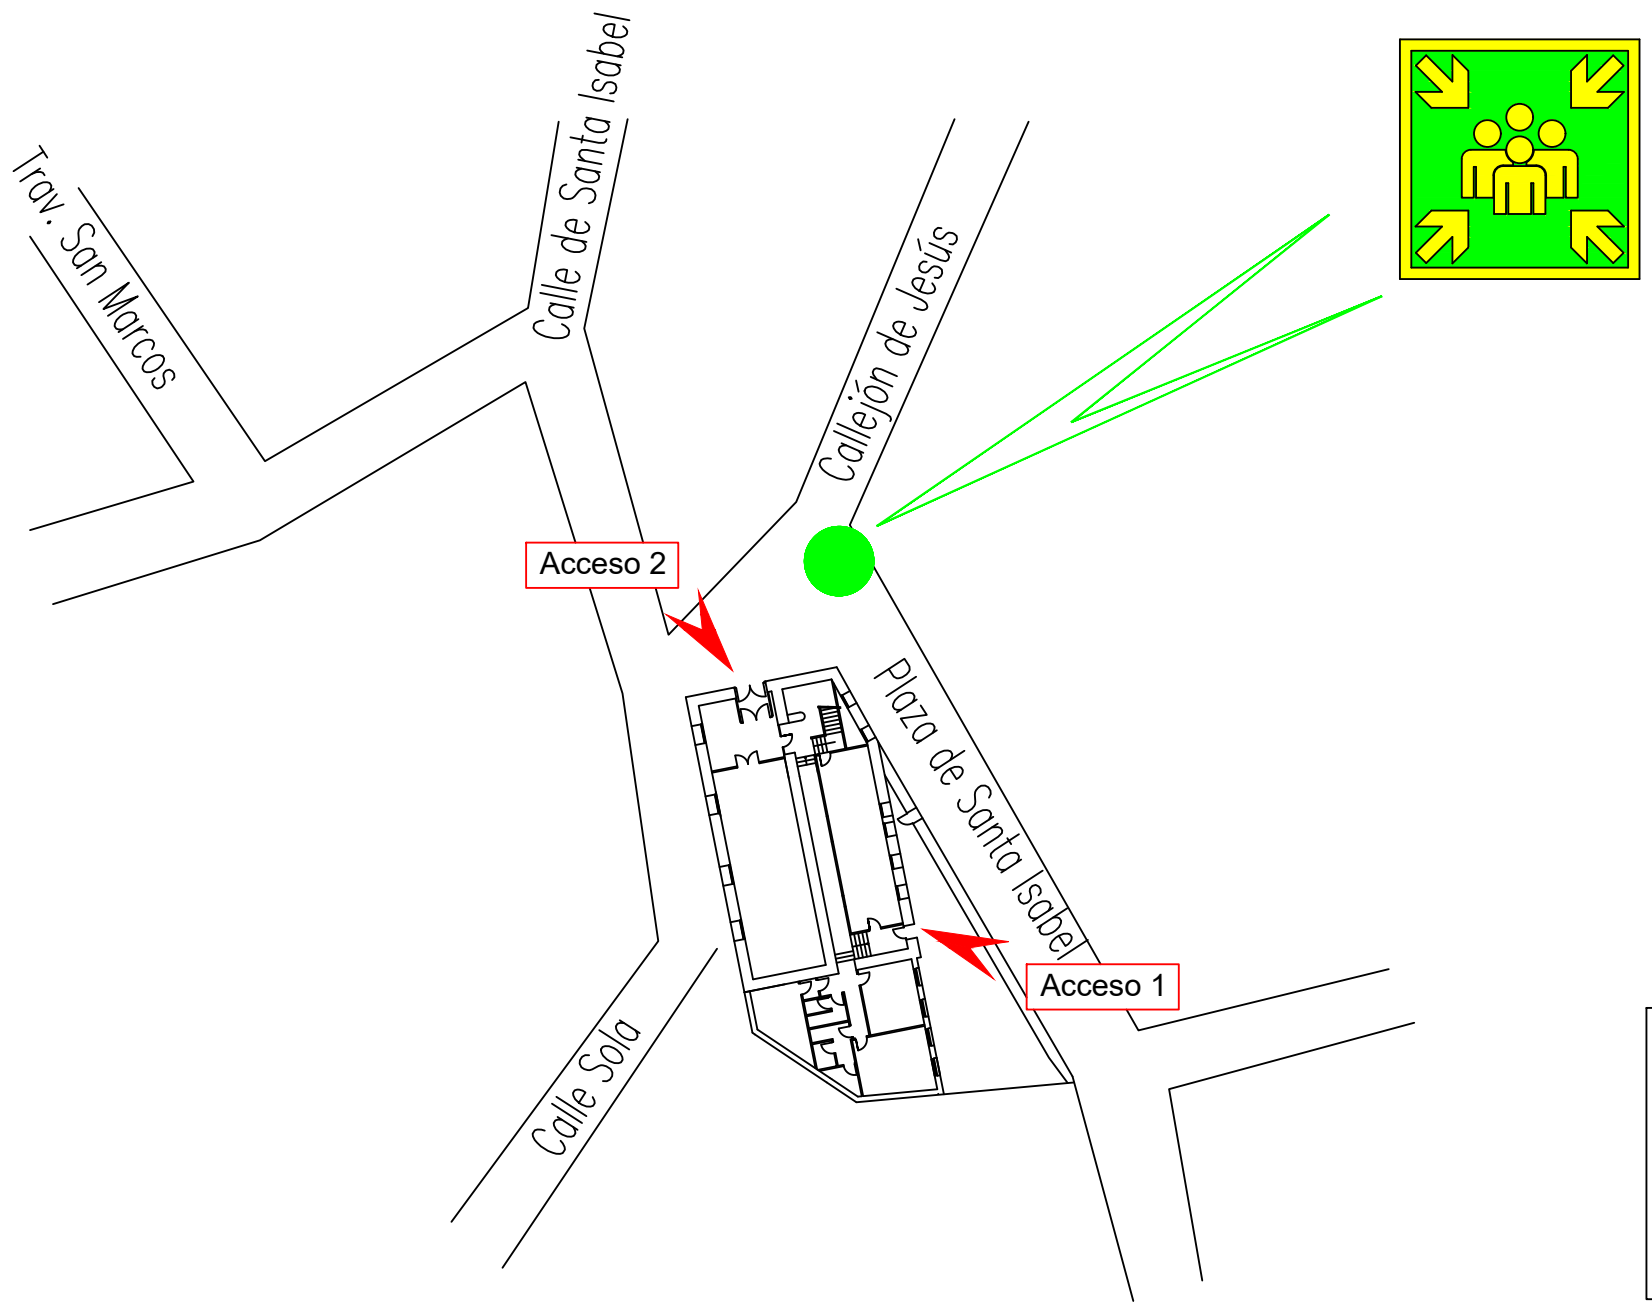 Calle de Santa Isabel
Trav. San Marcos
Callejón de Jesús
Acceso 2
Plaza de Santa Isabel
Acceso 1
Calle Sola